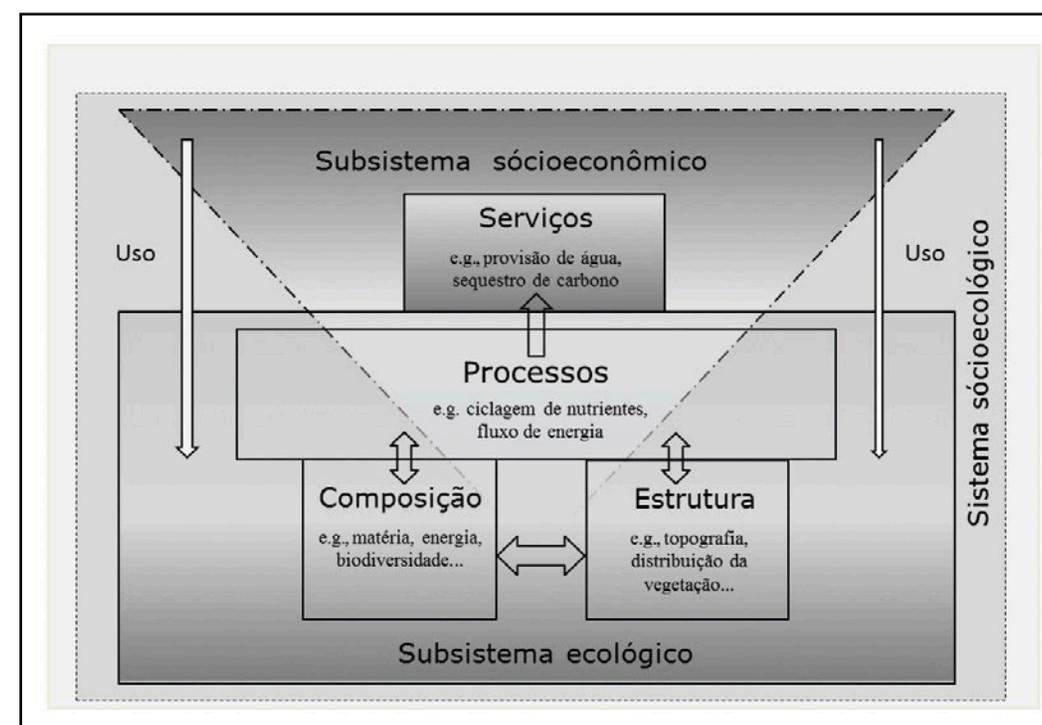 Subsistema sócioeconômico
Serviços
e.g., provisão de água,
sequestro de carbono
Uso
Uso
Processos
e.g. ciclagem de nutrientes,
fluxo de energia
Composição
e.g., matéria, energia,
biodiversidade...
Estrutura
e.g., topografia,
distribuição da
vegetação...
Subsistema ecológico
Sistema sócioecológico